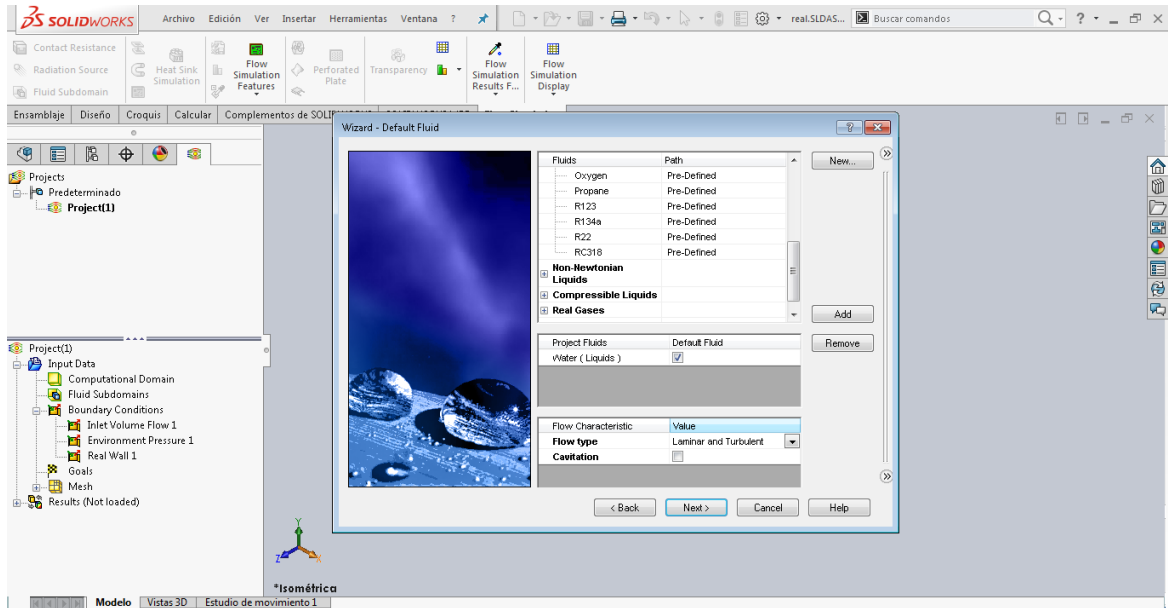 SOLIDWORKS Archivo Edición Ver Insertar Herramientas Ventana ? real.SLDAS... Buscar comandos ?
Contact Resistance
Radiation Source
Fluid Subdomain
Heat Sink
Simulation
Flow
Simulation
Features
Perforated
Plate
Transparency
Flow
Simulation
Results F...
Flow
Simulation
Display
Ensamblaje Diseño Croquis Calcular Complementos de
Projects
Predeterminado
Project(1)
Project(1)
Input Data
Computational Domain
Fluid Subdomains
Boundary Conditions
Inlet Volume Flow 1
Environment Pressure 1
Real Wall 1
Goals
Mesh
Results (Not loaded)
Wizard - Default Fluid
Fluids Path
Oxygen Pre-Defined
Propane Pre-Defined
R123 Pre-Defined
R134a Pre-Defined
R22 Pre-Defined
RC318 Pre-Defined
Non-Newtonian
Liquids
Compressible Liquids
Real Gases
New...
Add
Remove
Project Fluids Default Fluid
Water ( Liquids )
Flow Characteristic Value
Flow type Laminar and Turbulent
Cavitation
< Back Next > Cancel Help
Y
Z X
*Isométrica
Modelo Vistas 3D Estudio de movimiento 1